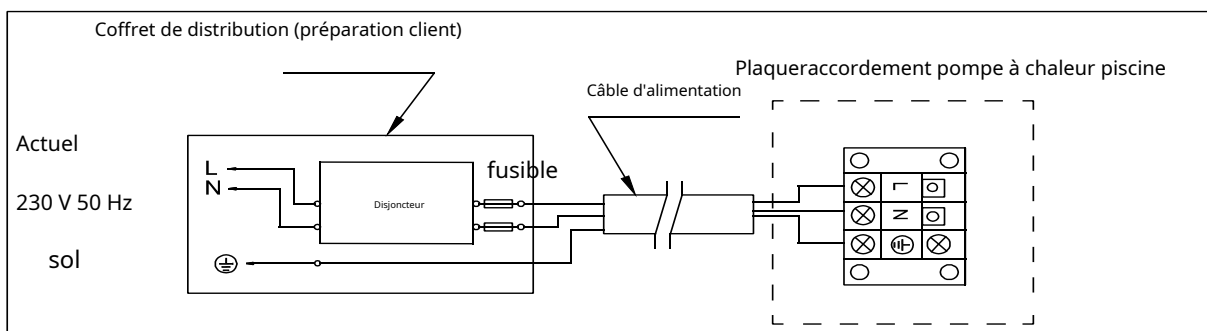 Coffret de distribution (préparation client)
Plaqueraccordement pompe à chaleur piscine
Câble d'alimentation
Actuel
230 V 50 Hz
sol
L
N
Disjoncteur
fusible
L
N